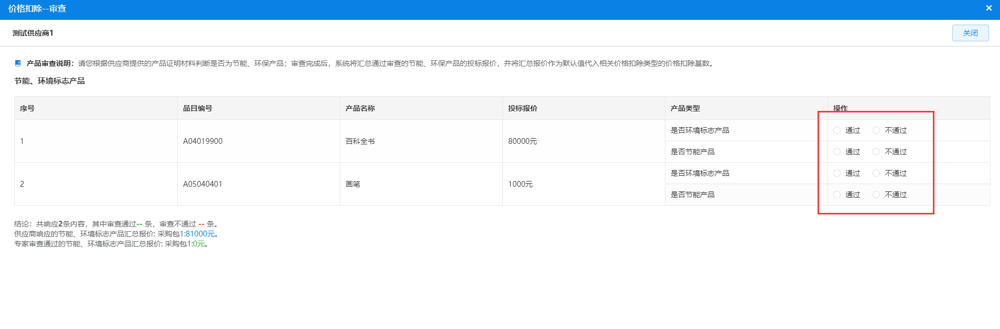 价格扣除--审查
测试供应商1
关闭
产品审查说明：请您根据供应商提供的产品证明材料判断是否为节能、环保产品；审查完成后，系统将汇总通过审查的节能、环保产品的投标报价，并将汇总报价作为默认值代入相关价格扣除类型的价格扣除基数。
节能、环境标志产品
序号 品目编号 产品名称 投标报价 产品类型 操作
是否环境标志产品 通过 不通过
1 A04019900 百科全书 80000元
是否节能产品 通过 不通过
是否环境标志产品 通过 不通过
2 A05040401 画笔 1000元
是否节能产品 通过 不通过
结论：共响应2条内容，其中审查通过-- 条，审查不通过 -- 条。
供应商响应的节能、环境标志产品汇总报价: 采购包1:81000元。
专家审查通过的节能、环境标志产品汇总报价: 采购包1:0元。